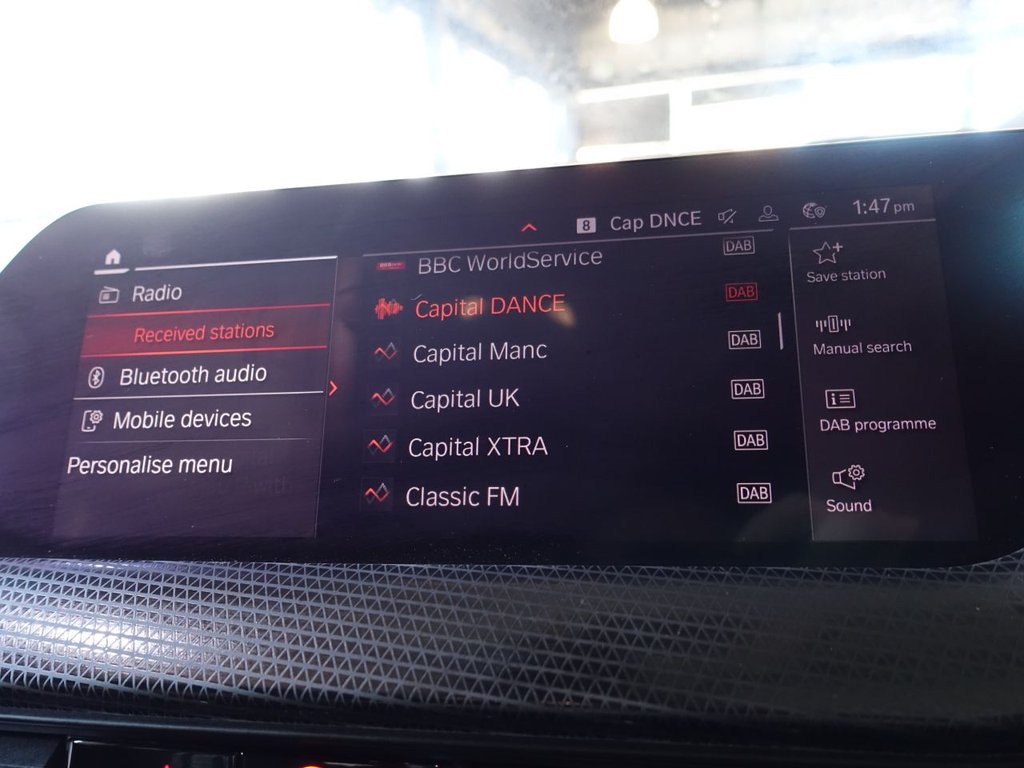 8 Cap DNCE 1:47 pm
Radio
Received stations
Bluetooth audio
Mobile devices
Personalise menu
BBC WorldService DAB
Capital DANCE DAB
Capital Manc DAB
Capital UK DAB
Capital XTRA DAB
Classic FM DAB
Save station
Manual search
DAB programme
Sound